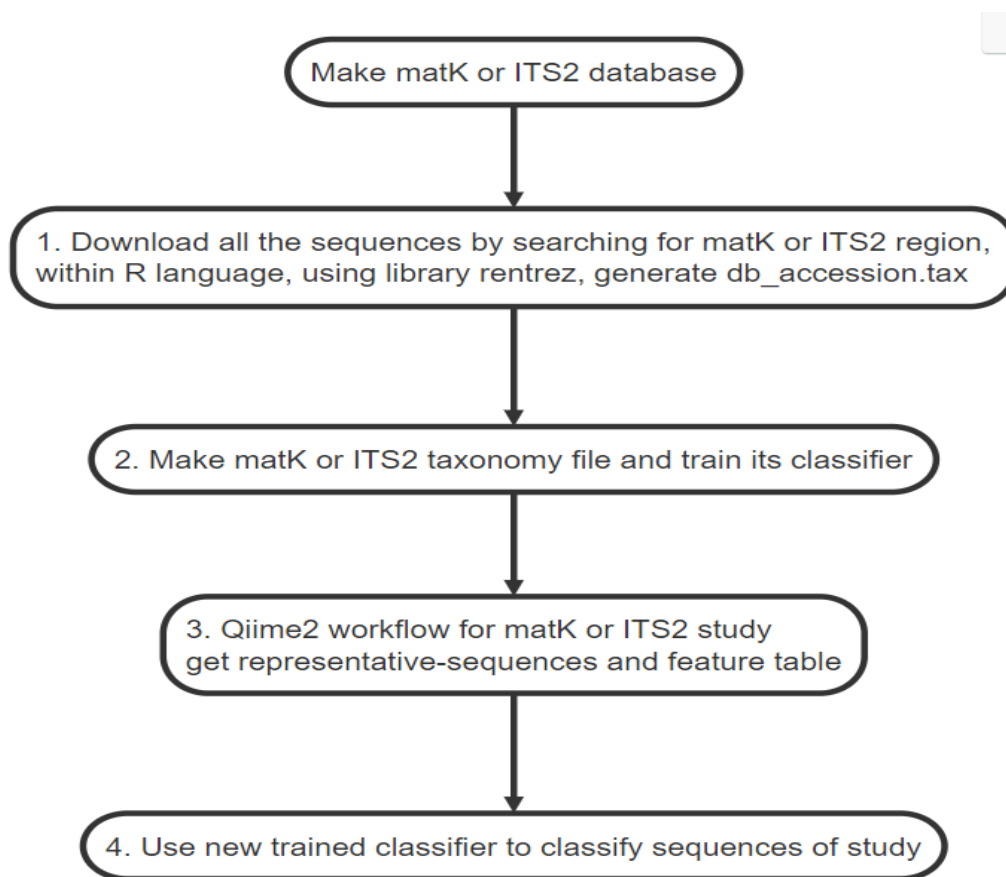 Make matK or ITS2 database
1. Download all the sequences by searching for matK or ITS2 region,
within R language, using library rentrez, generate db_accession.tax
2. Make matK or ITS2 taxonomy file and train its classifier
3. Qiime2 workflow for matK or ITS2 study
get representative-sequences and feature table
4. Use new trained classifier to classify sequences of study